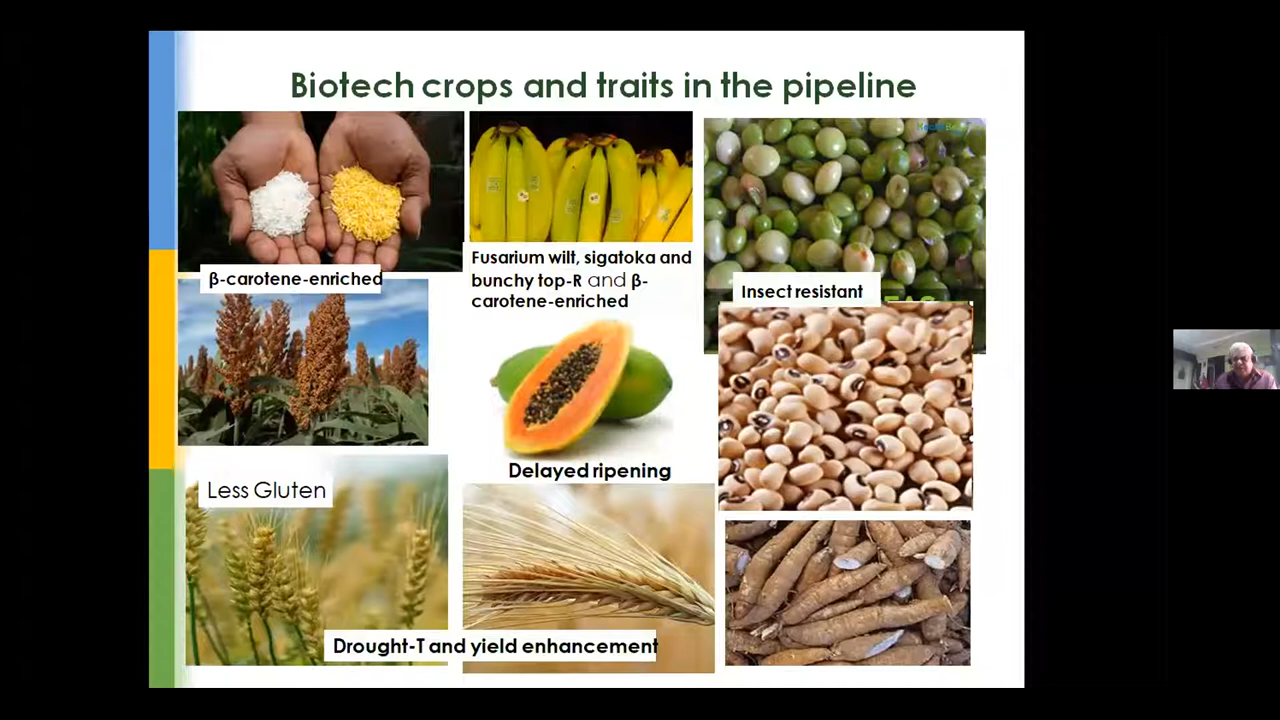 Biotech crops and traits in the pipeline
β-carotene-enriched
Fusarium wilt, sigatoka and
bunchy top-R and β-
carotene-enriched
Insect resistant
Delayed ripening
Less Gluten
Drought-T and yield enhancement